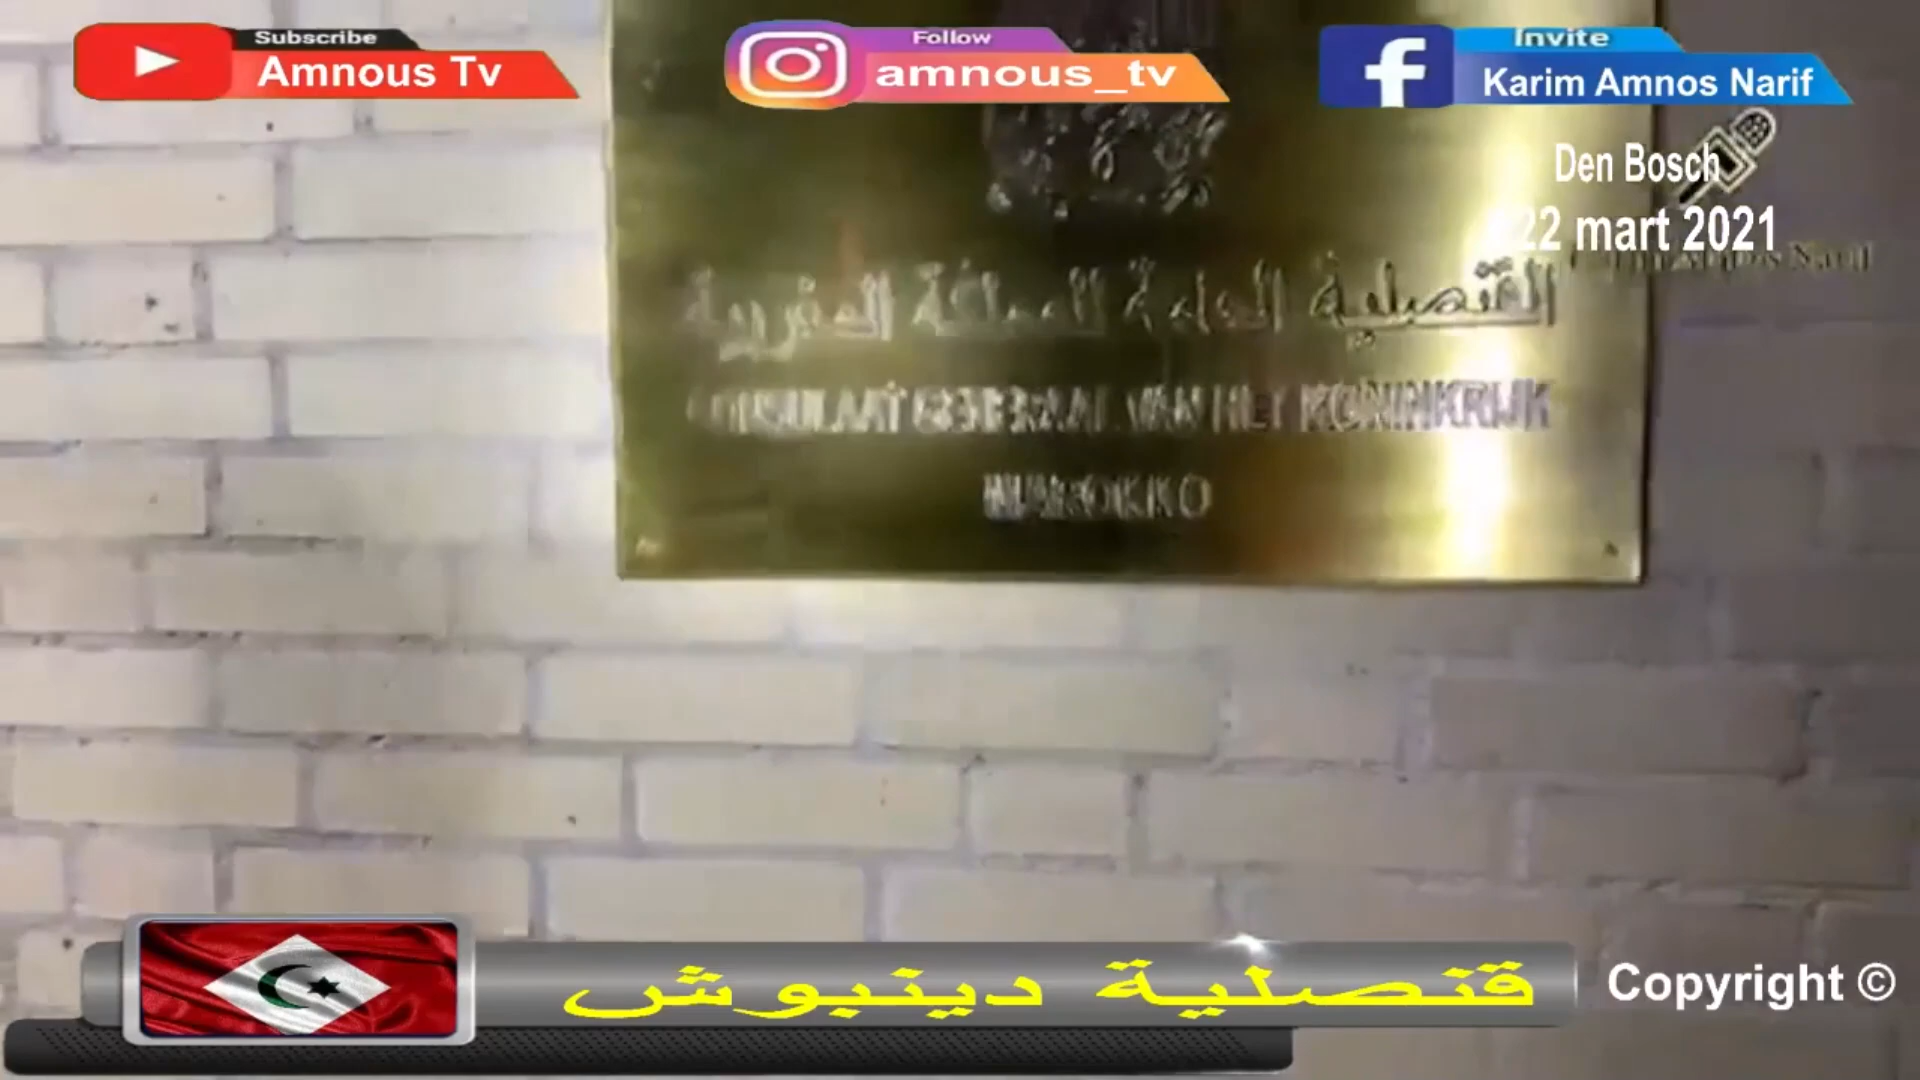 Subscribe
Amnous Tv
Follow
amnous_tv
Invite
Karim Amnos Narif
Den Bosch
22 mart 2021
القنصلية العامة للمملكة المغربية
CONSULAAT GENERAAL VAN HET KONINKRIJK
MAROKKO
قنصلية دينبوش
Copyright ©